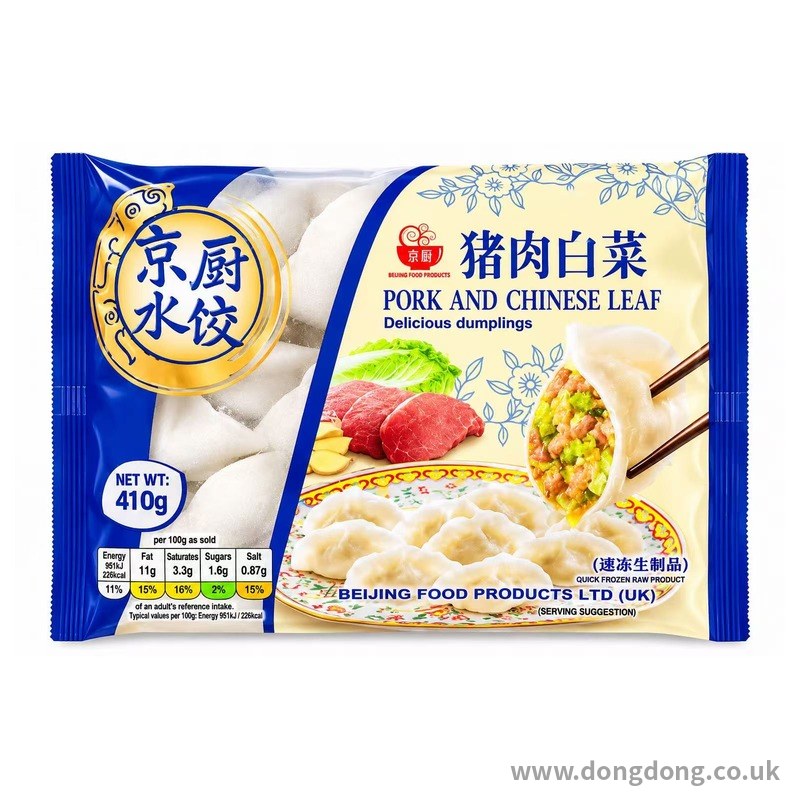 京厨
水饺
京厨
BEIJING FOOD PRODUCTS
猪肉白菜
PORK AND CHINESE LEAF
Delicious dumplings
NET WT:
410g
per 100g as sold
Energy 951kJ 226kcal 11%
Fat 11g 15%
Saturates 3.3g 16%
Sugars 1.6g 2%
Salt 0.87g 15%
of an adult's reference intake.
Typical values per 100g: Energy 951kJ / 226kcal
(速冻生制品)
QUICK FROZEN RAW PRODUCT
BEIJING FOOD PRODUCTS LTD (UK)
(SERVING SUGGESTION)
www.dongdong.co.uk